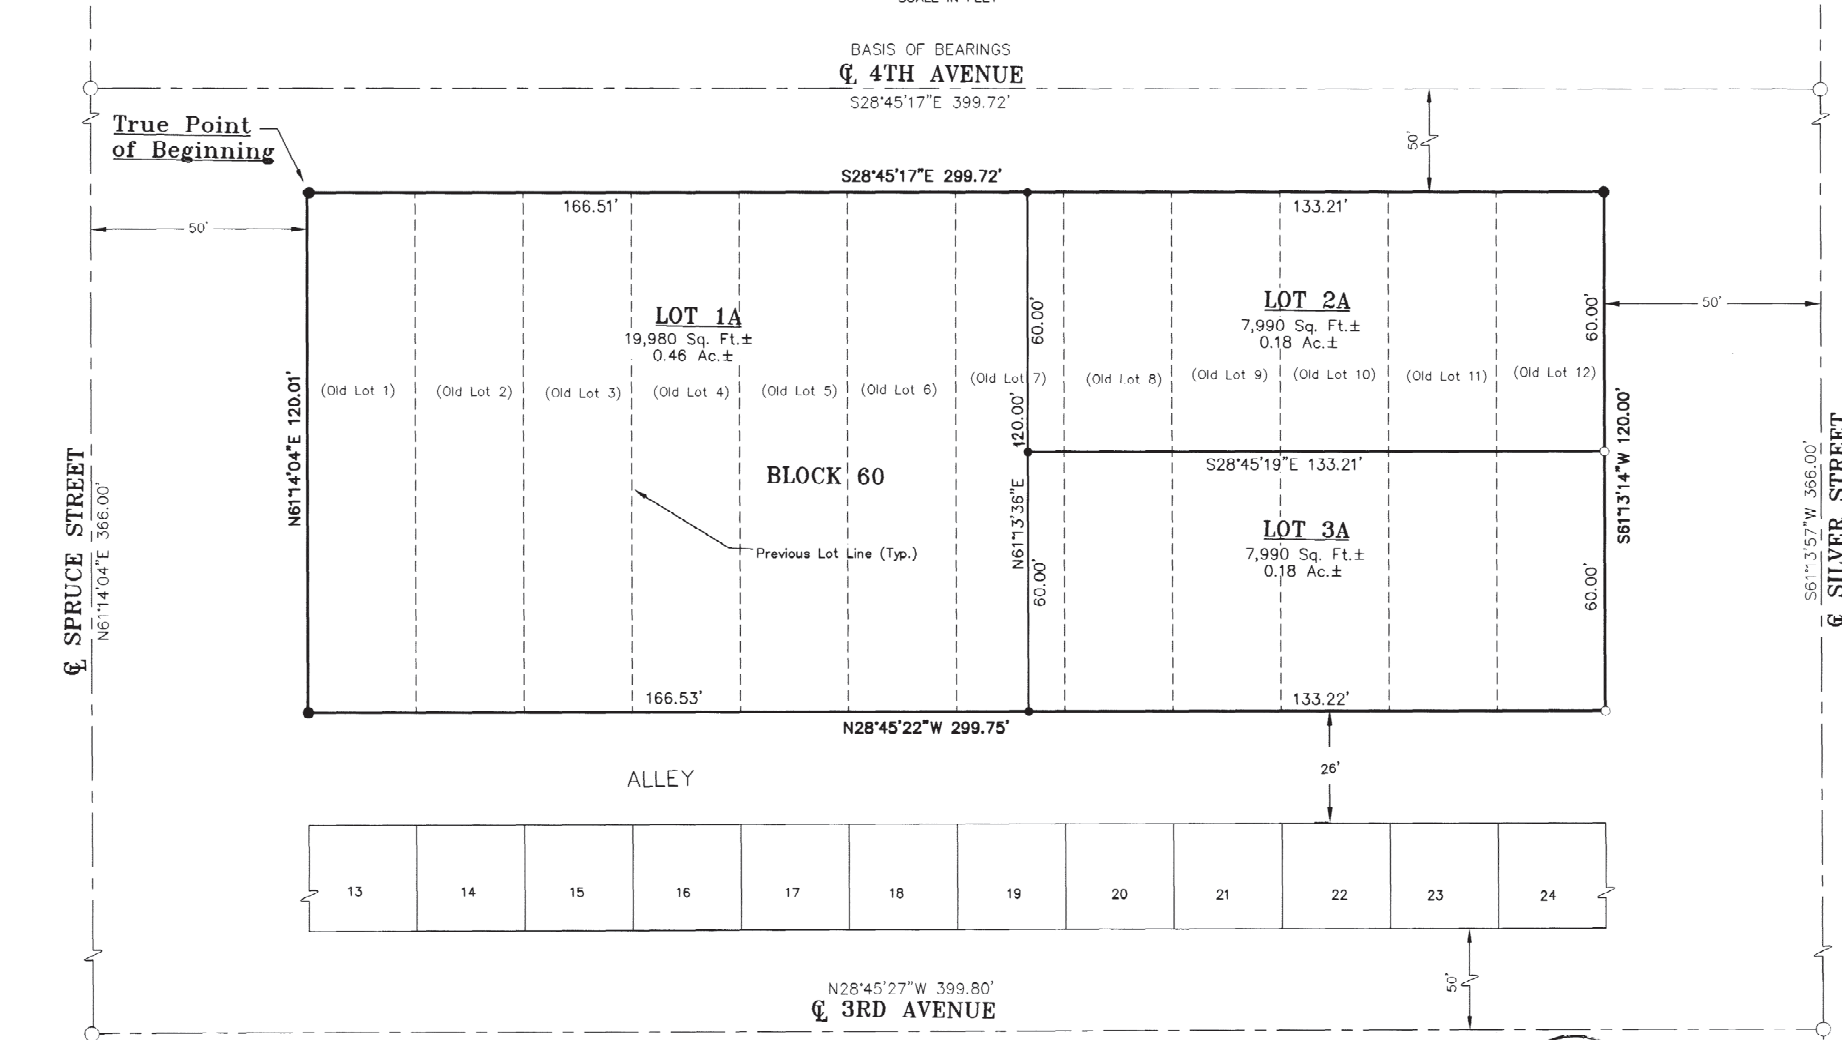 BASIS OF BEARINGS
℄ 4TH AVENUE
S28°45'17"E 399.72'
True Point
of Beginning
50'
S28°45'17"E 299.72'
166.51'
133.21'
50'
50'
LOT 1A
19,980 Sq. Ft.±
0.46 Ac.±
LOT 2A
7,990 Sq. Ft.±
0.18 Ac.±
60.00'
60.00'
(Old Lot 1)
(Old Lot 2)
(Old Lot 3)
(Old Lot 4)
(Old Lot 5)
(Old Lot 6)
(Old Lot 7)
(Old Lot 8)
(Old Lot 9)
(Old Lot 10)
(Old Lot 11)
(Old Lot 12)
N61°14'04"E 120.01'
N61°13'36"E 120.00'
S61°13'14"W 120.00'
S28°45'19"E 133.21'
BLOCK 60
℄ SPRUCE STREET
N61°14'04"E 366.00'
S61°13'57"W 366.00'
℄ SILVER STREET
Previous Lot Line (Typ.)
LOT 3A
7,990 Sq. Ft.±
0.18 Ac.±
60.00'
60.00'
166.53'
133.22'
N28°45'22"W 299.75'
ALLEY
26'
13
14
15
16
17
18
19
20
21
22
23
24
50'
N28°45'27"W 399.80'
℄ 3RD AVENUE